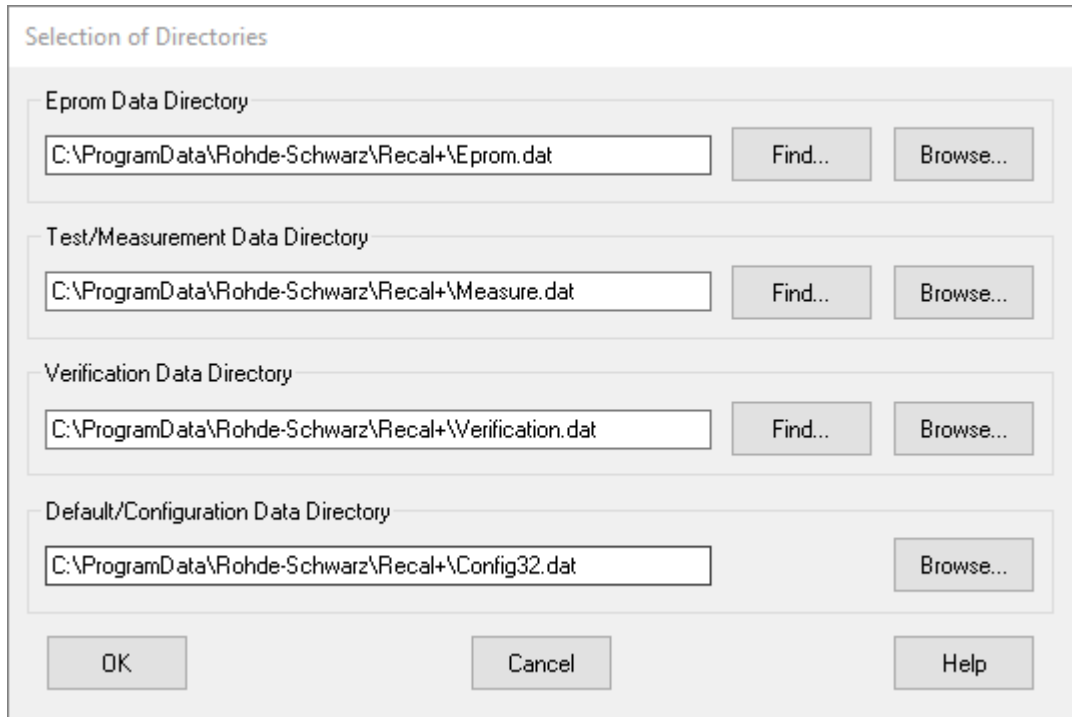 Selection of Directories
Eprom Data Directory
C:\ProgramData\Rohde-Schwarz\Recal+\Eprom.dat Find... Browse...
Test/Measurement Data Directory
C:\ProgramData\Rohde-Schwarz\Recal+\Measure.dat Find... Browse...
Verification Data Directory
C:\ProgramData\Rohde-Schwarz\Recal+\Verification.dat Find... Browse...
Default/Configuration Data Directory
C:\ProgramData\Rohde-Schwarz\Recal+\Config32.dat Browse...
OK Cancel Help